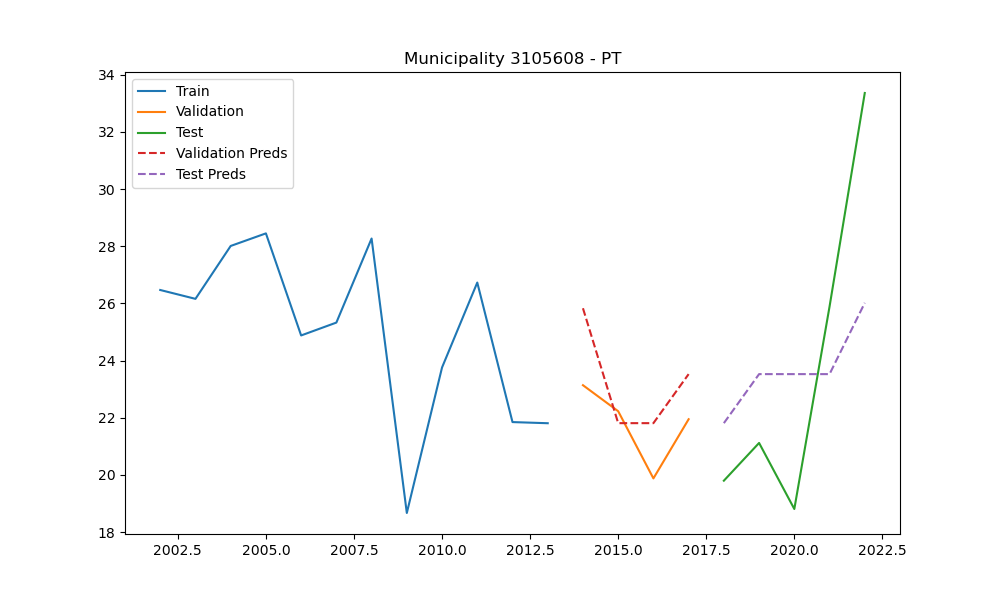 Municipality 3105608 - PT
34
32
30
28
26
24
22
20
18
Train
Validation
Test
Validation Preds
Test Preds
2002.5 2005.0 2007.5 2010.0 2012.5 2015.0 2017.5 2020.0 2022.5